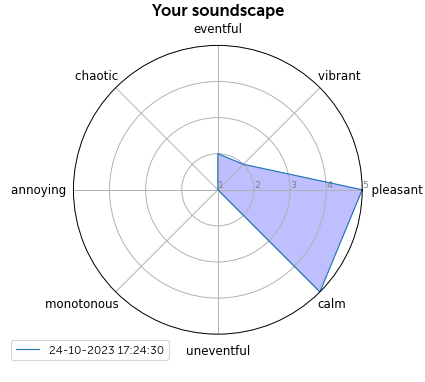 Your soundscape
eventful
chaotic
vibrant
annoying
1
2
3
4
5
pleasant
monotonous
calm
24-10-2023 17:24:30
uneventful